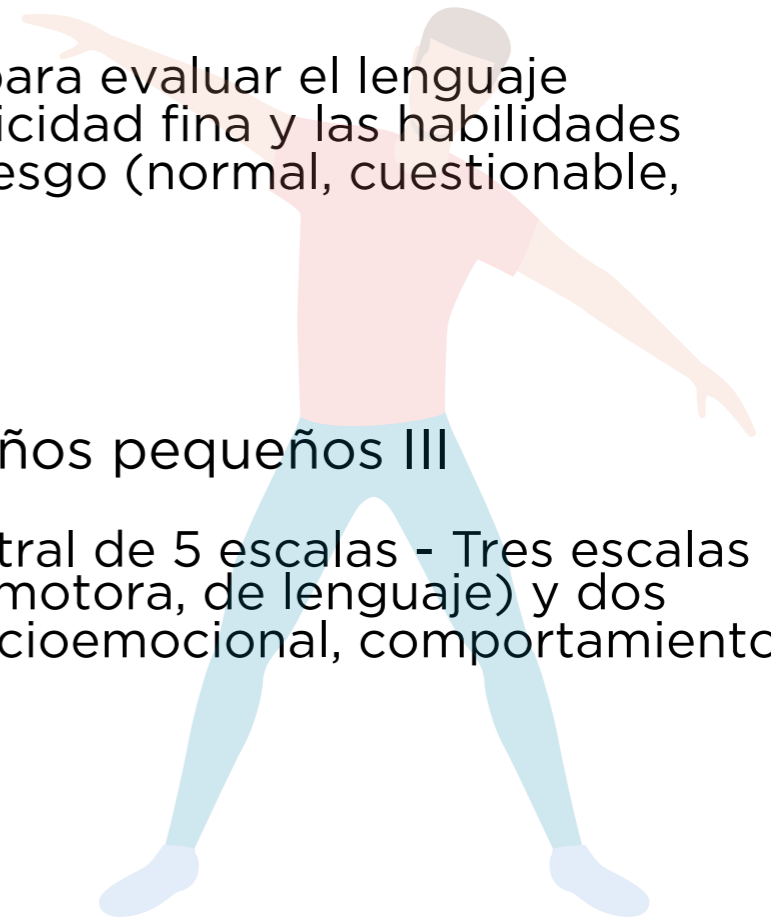 para evaluar el lenguaje
icidad fina y las habilidades
esgo (normal, cuestionable,
ños pequeños III
tral de 5 escalas - Tres escalas
motora, de lenguaje) y dos
cioemocional, comportamiento